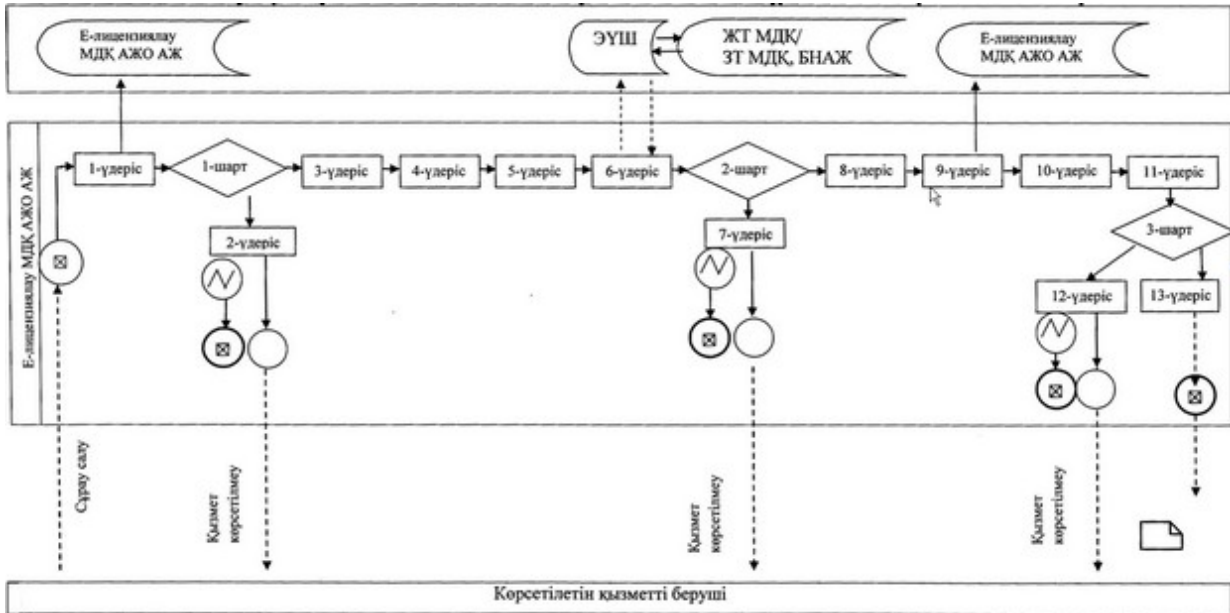 Е-лицензиялау
МДҚ АЖО АЖ
ЭҮШ
ЖТ МДҚ/
ЗТ МДҚ, БНАЖ
Е-лицензиялау
МДҚ АЖО АЖ
Е-лицензиялау МДҚ АЖО АЖ
1-үдеріс
1-шарт
3-үдеріс
4-үдеріс
5-үдеріс
6-үдеріс
2-шарт
8-үдеріс
9-үдеріс
10-үдеріс
11-үдеріс
2-үдеріс
7-үдеріс
3-шарт
12-үдеріс
13-үдеріс
Сұрау салу
Қызмет
көрсетілмеу
Қызмет
көрсетілмеу
Қызмет
көрсетілмеу
Көрсетілетін қызметті беруші